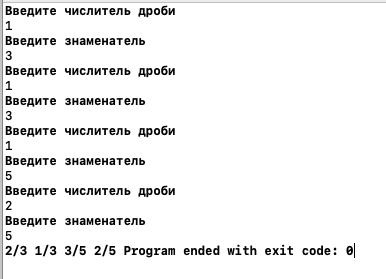 Введите числитель дроби
1
Введите знаменатель
3
Введите числитель дроби
1
Введите знаменатель
3
Введите числитель дроби
1
Введите знаменатель
5
Введите числитель дроби
2
Введите знаменатель
5
2/3 1/3 3/5 2/5 Program ended with exit code: 0